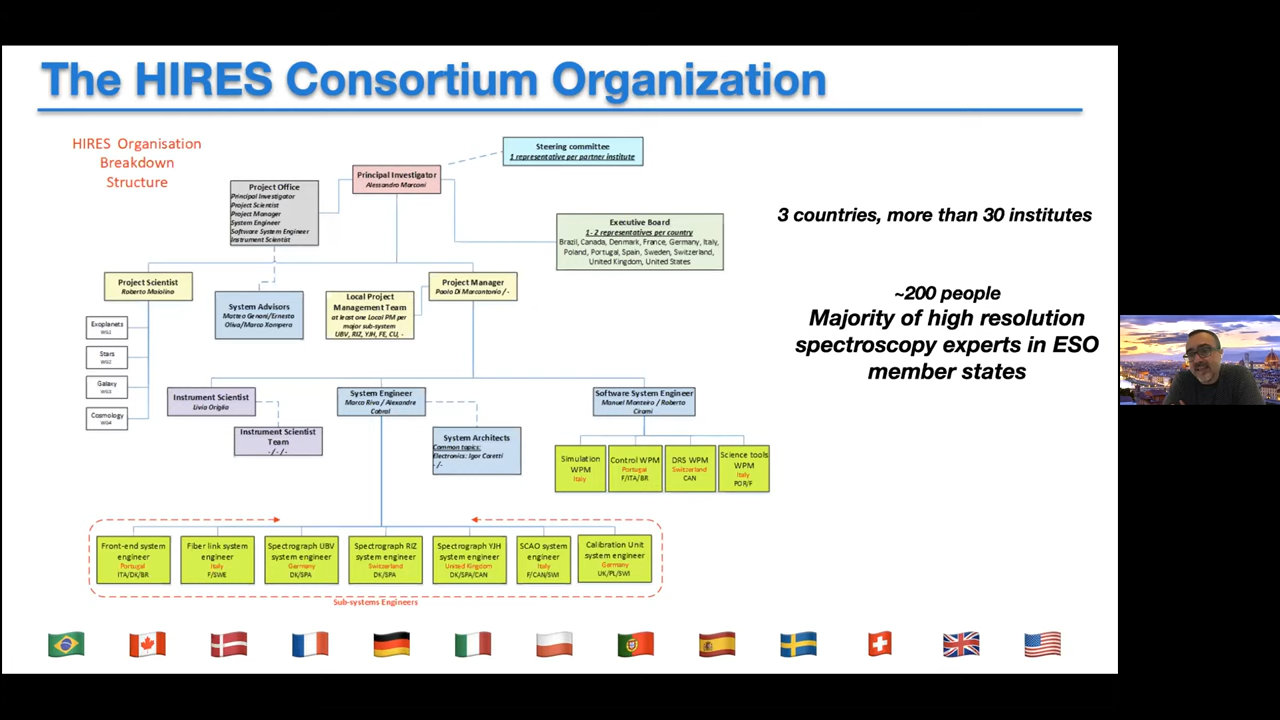 The HIRES Consortium Organization
HIRES Organisation
Breakdown
Structure
Steering committee
1 representative per partner institute
Principal Investigator
Alessandro Marconi
Project Office
Principal Investigator
Project Scientist
Project Manager
System Engineer
Software System Engineer
Instrument Scientist
Executive Board
1- 2 representatives per country
Brazil, Canada, Denmark, France, Germany, Italy,
Poland, Portugal, Spain, Sweden, Switzerland,
United Kingdom, United States
3 countries, more than 30 institutes
~200 people
Majority of high resolution
spectroscopy experts in ESO
member states
Project Scientist
Roberto Maiolino
System Advisors
Matteo Genoni/Ernesto
Oliva/Marco Xompero
Local Project
Management Team
at least one Local PM per
major sub-system
UBV, RIZ, YJH, FE, CU, -
Project Manager
Paolo Di Marcantonio / -
Exoplanets
WG1
Stars
WG2
Galaxy
WG3
Cosmology
WG4
Instrument Scientist
Livia Origlia
Instrument Scientist
Team
- / - / -
System Engineer
Marco Riva / Alexandre
Cabral
System Architects
Common topics:
Electronics: Igor Coretti
- /-
Software System Engineer
Manuel Monteiro / Roberto
Cirami
Simulation
WPM
Italy
Control WPM
Portugal
F/ITA/BR
DRS WPM
Switzerland
CAN
Science tools
WPM
Italy
POR/F
Front-end system
engineer
Portugal
ITA/DK/BR
Fiber link system
engineer
Italy
F/SWE
Spectrograph UBV
system engineer
Germany
DK/SPA
Spectrograph RIZ
system engineer
Switzerland
DK/SPA
Spectrograph YJH
system engineer
United Kingdom
DK/SPA/CAN
SCAO system
engineer
Italy
F/CAN/SWI
Calibration Unit
system engineer
Germany
UK/PL/SWI
Sub-systems Engineers